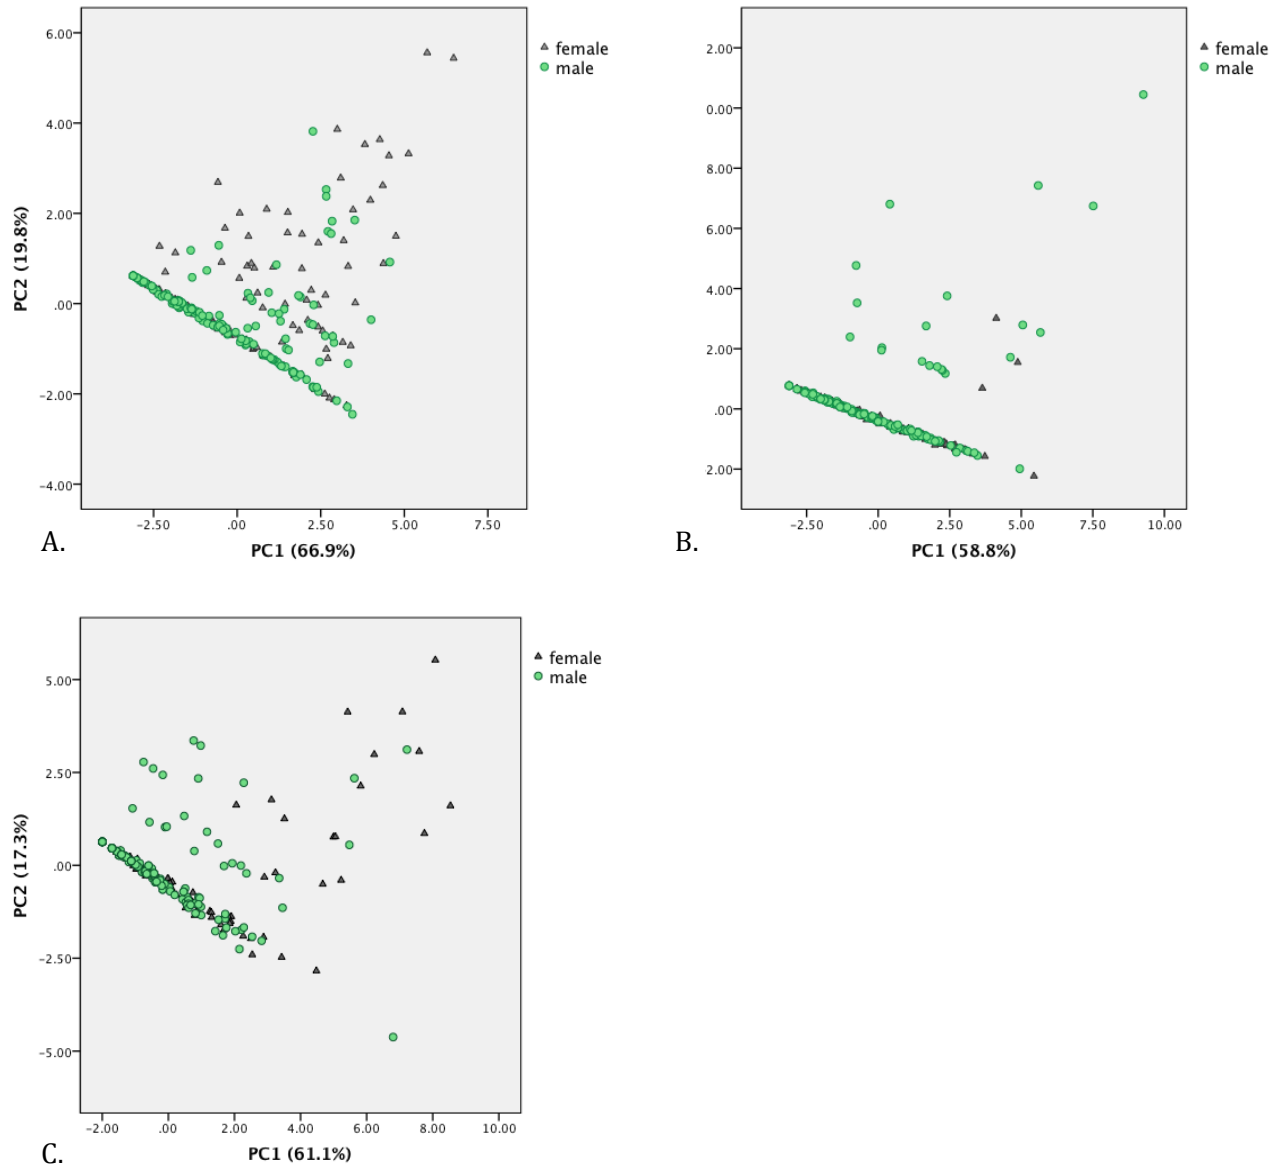 female
male
6.00
4.00
2.00
.00
-2.00
-4.00
PC2 (19.8%)
-2.50 .00 2.50 5.00 7.50
PC1 (66.9%)
A.
female
male
2.00
0.00
8.00
6.00
4.00
2.00
.00
2.00
-2.50 .00 2.50 5.00 7.50 10.00
PC1 (58.8%)
B.
female
male
5.00
2.50
.00
-2.50
-5.00
PC2 (17.3%)
-2.00 .00 2.00 4.00 6.00 8.00 10.00
PC1 (61.1%)
C.